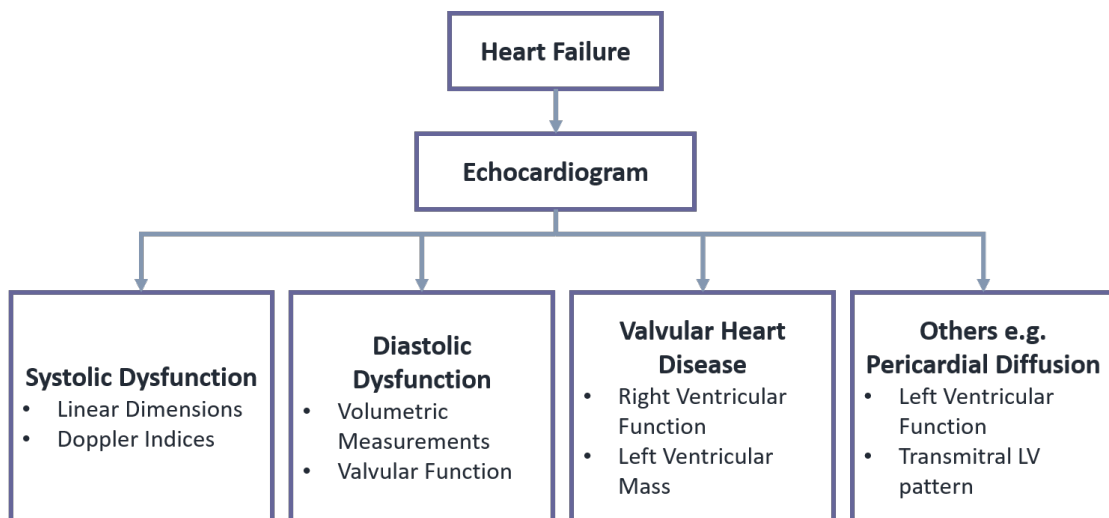 Heart Failure
Echocardiogram
Systolic Dysfunction
• Linear Dimensions
• Doppler Indices
Diastolic
Dysfunction
• Volumetric
Measurements
• Valvular Function
Valvular Heart
Disease
• Right Ventricular
Function
• Left Ventricular
Mass
Others e.g.
Pericardial Diffusion
• Left Ventricular
Function
• Transmitral LV
pattern